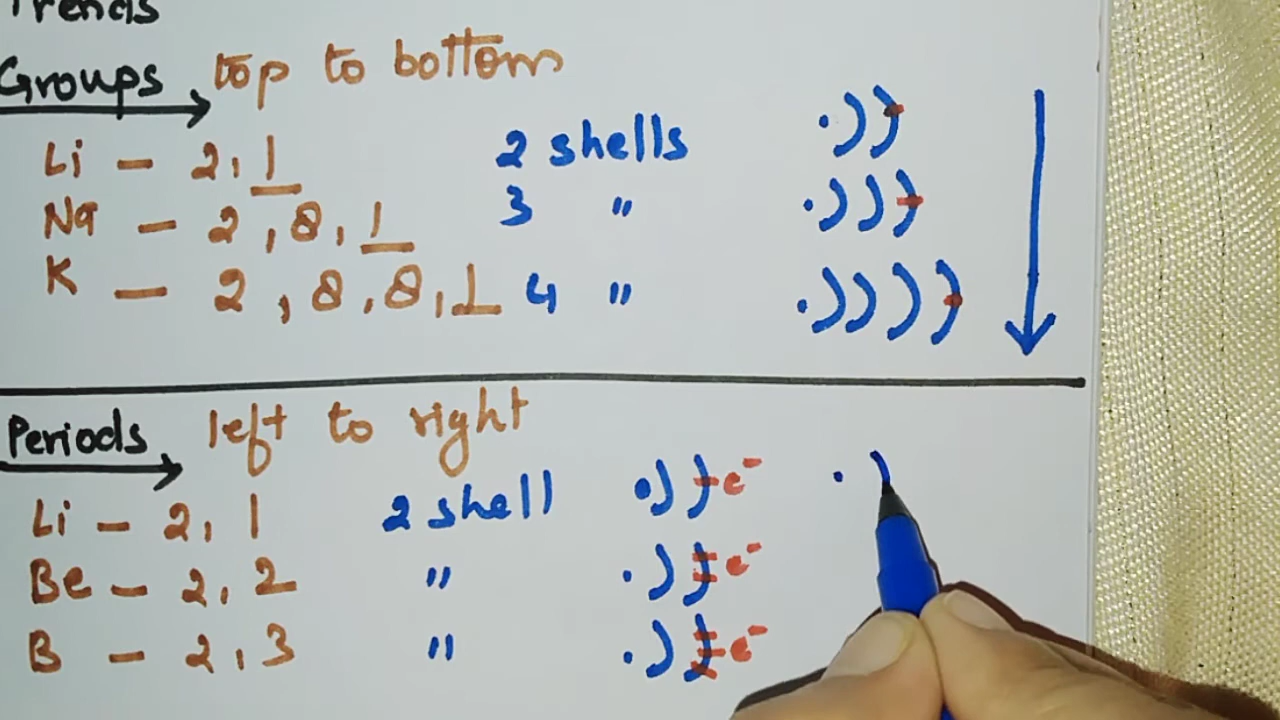 Trends
Groups top to bottom
Li – 2, 1 2 shells
Na – 2, 8, 1 3 "
K – 2, 8, 8, 1 4 "
Periods left to right
Li – 2, 1 2 shell e⁻
Be – 2, 2 " e⁻
B – 2, 3 " e⁻